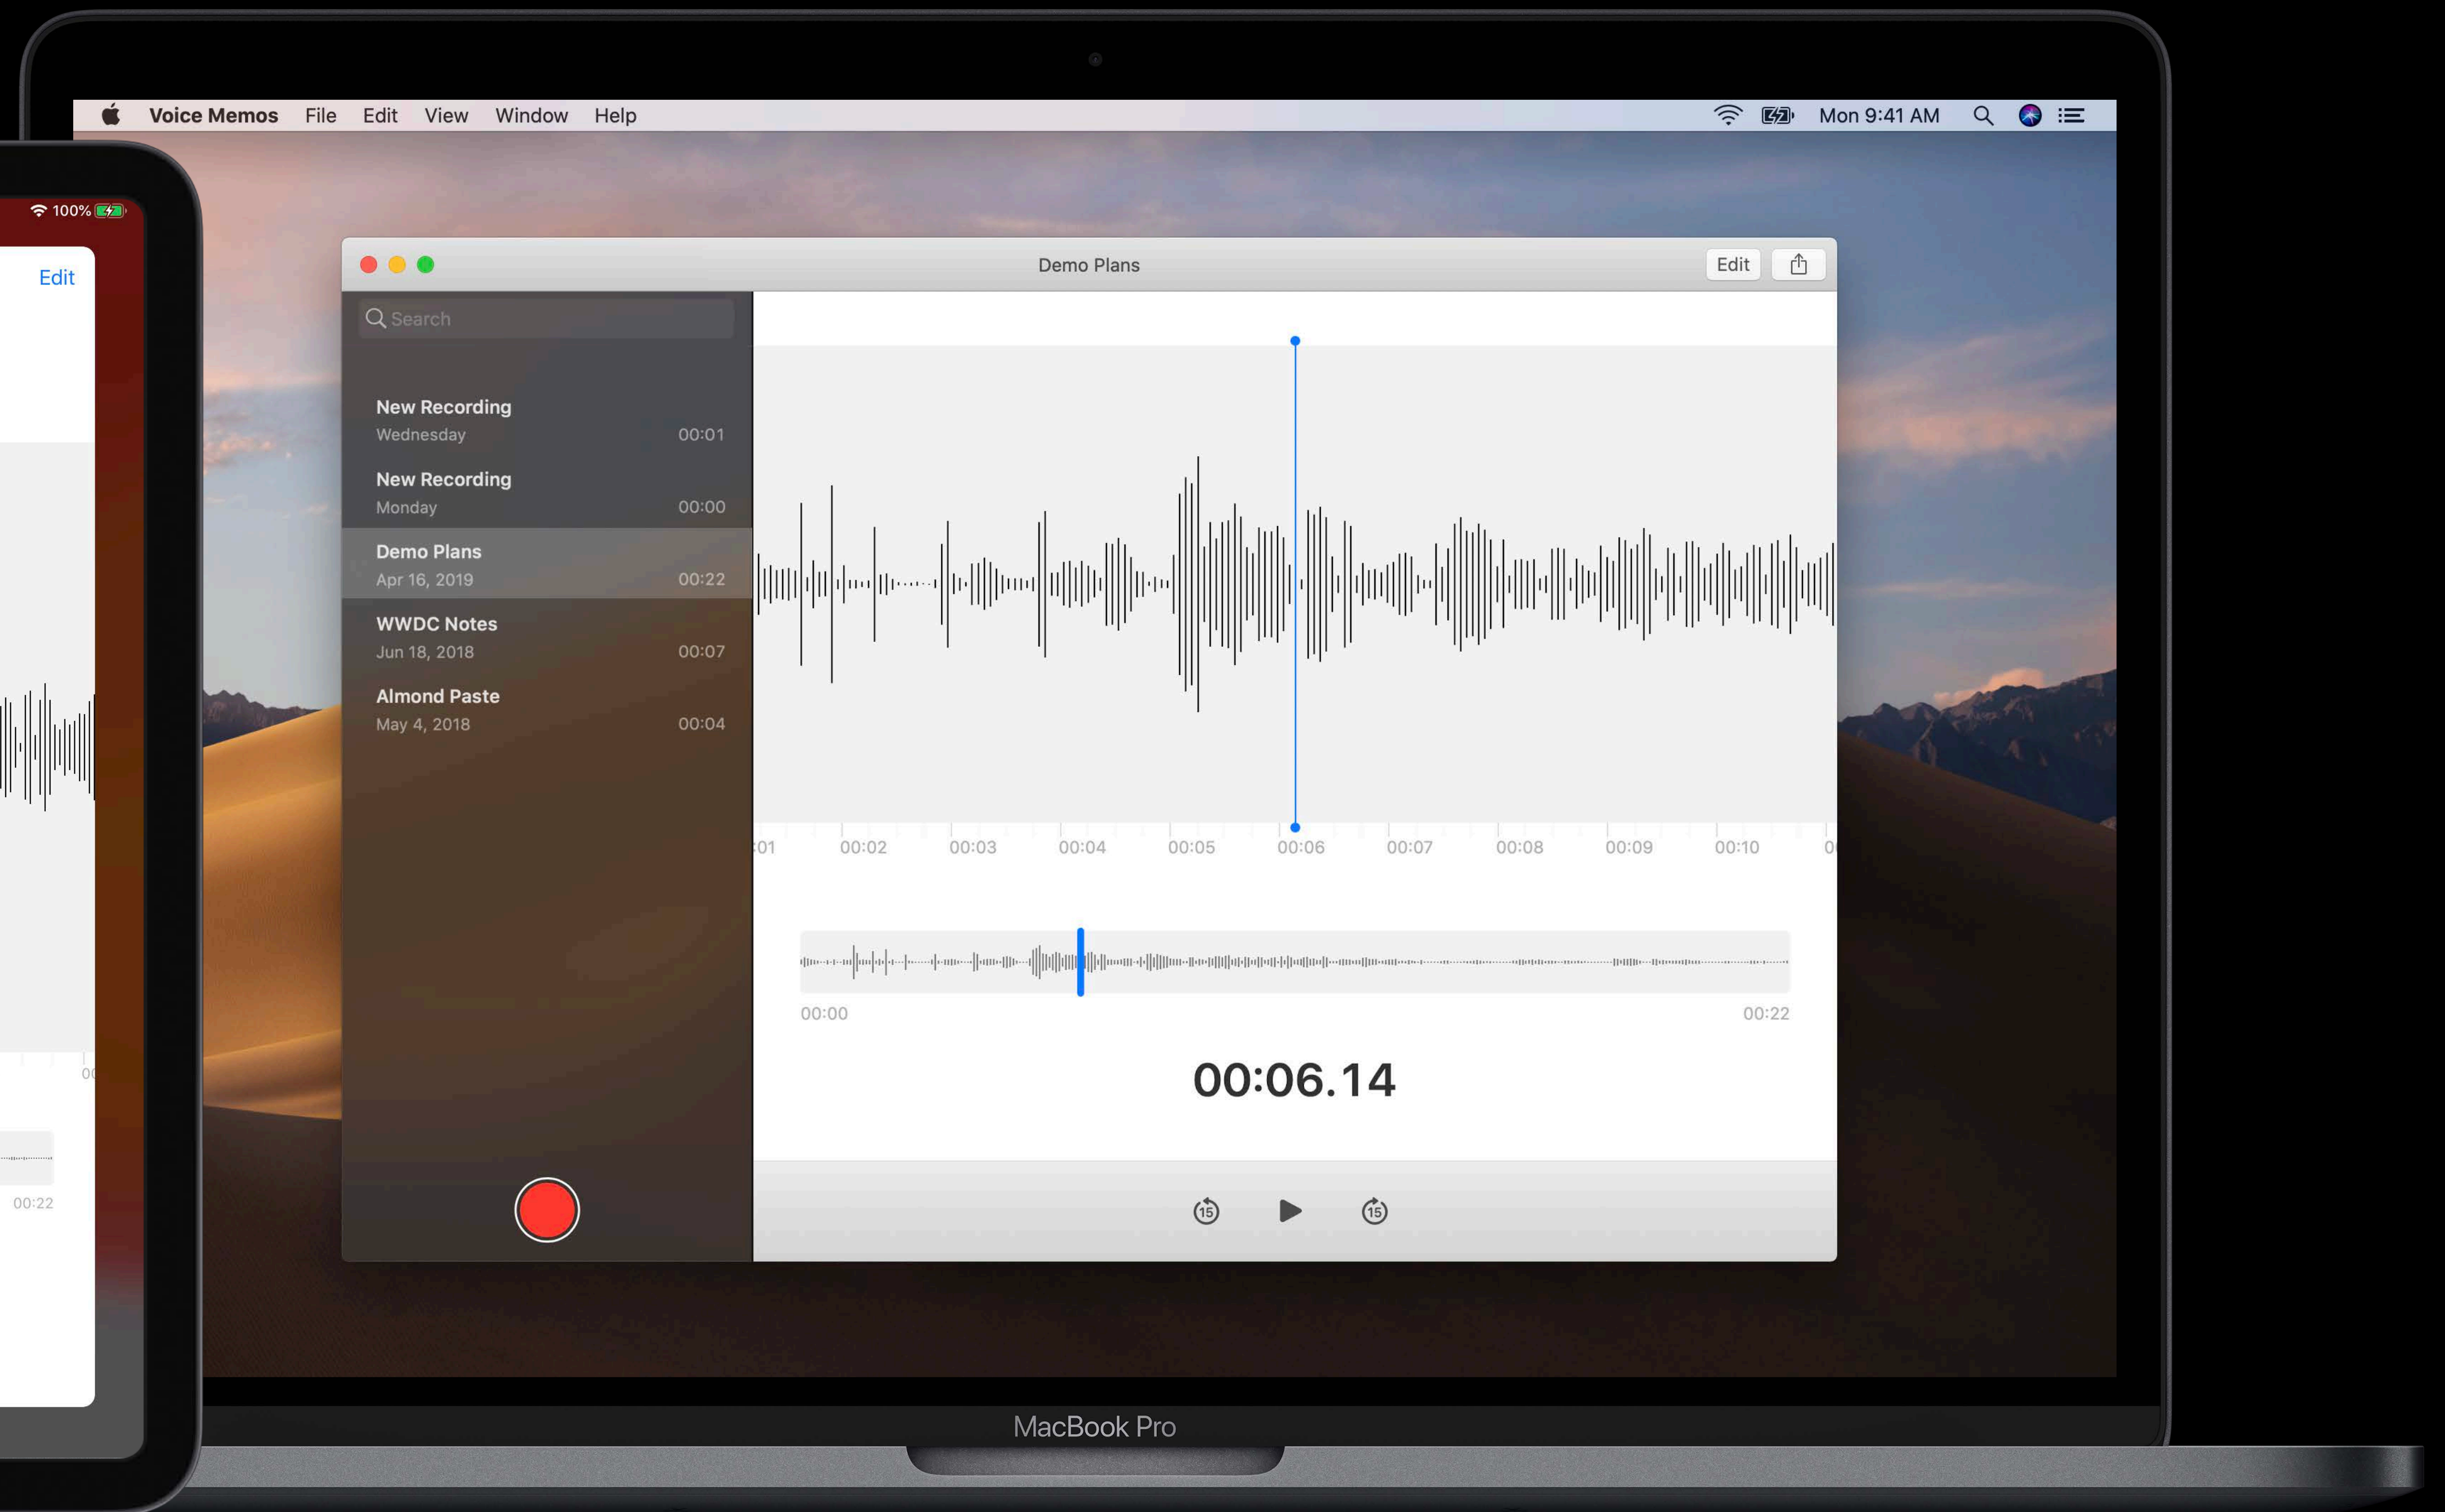 Voice Memos File Edit View Window Help Mon 9:41 AM
100%
Edit
00:22
Demo Plans Edit
Search
New Recording
Wednesday 00:01
New Recording
Monday 00:00
Demo Plans
Apr 16, 2019 00:22
WWDC Notes
Jun 18, 2018 00:07
Almond Paste
May 4, 2018 00:04
:01 00:02 00:03 00:04 00:05 00:06 00:07 00:08 00:09 00:10
00:00 00:22
00:06.14
15 15
MacBook Pro